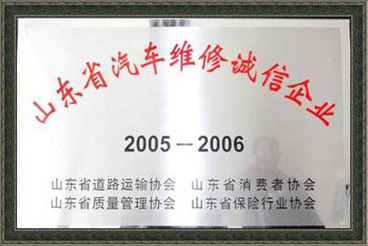 山东省汽车维修诚信企业
2005—2006
山东省道路运输协会 山东省消费者协会
山东省质量管理协会 山东省保险行业协会